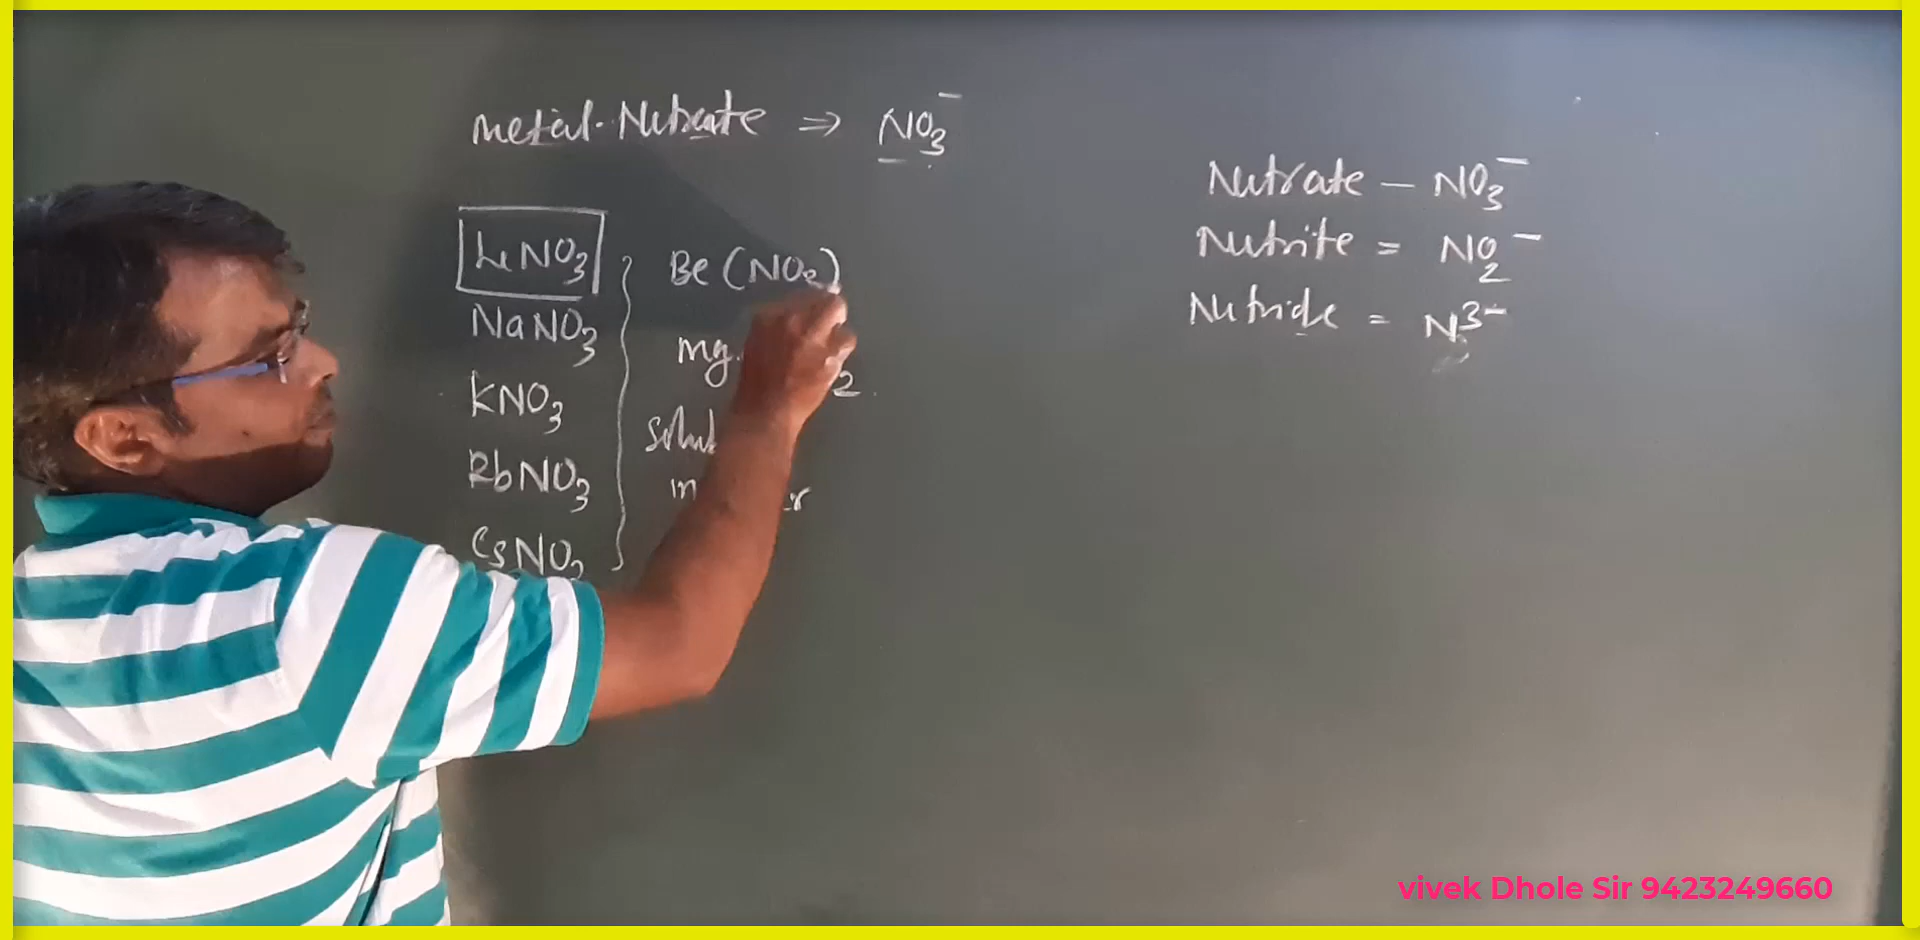 metal. Nitrate ⇒ NO₃⁻
LiNO₃
NaNO₃
KNO₃
RbNO₃
CsNO₃
Be (NO₂)
mg. 2.
Nitrate — NO₃⁻
Nitrite = NO₂⁻
Nitride = N³⁻
vivek Dhole Sir 9423249660